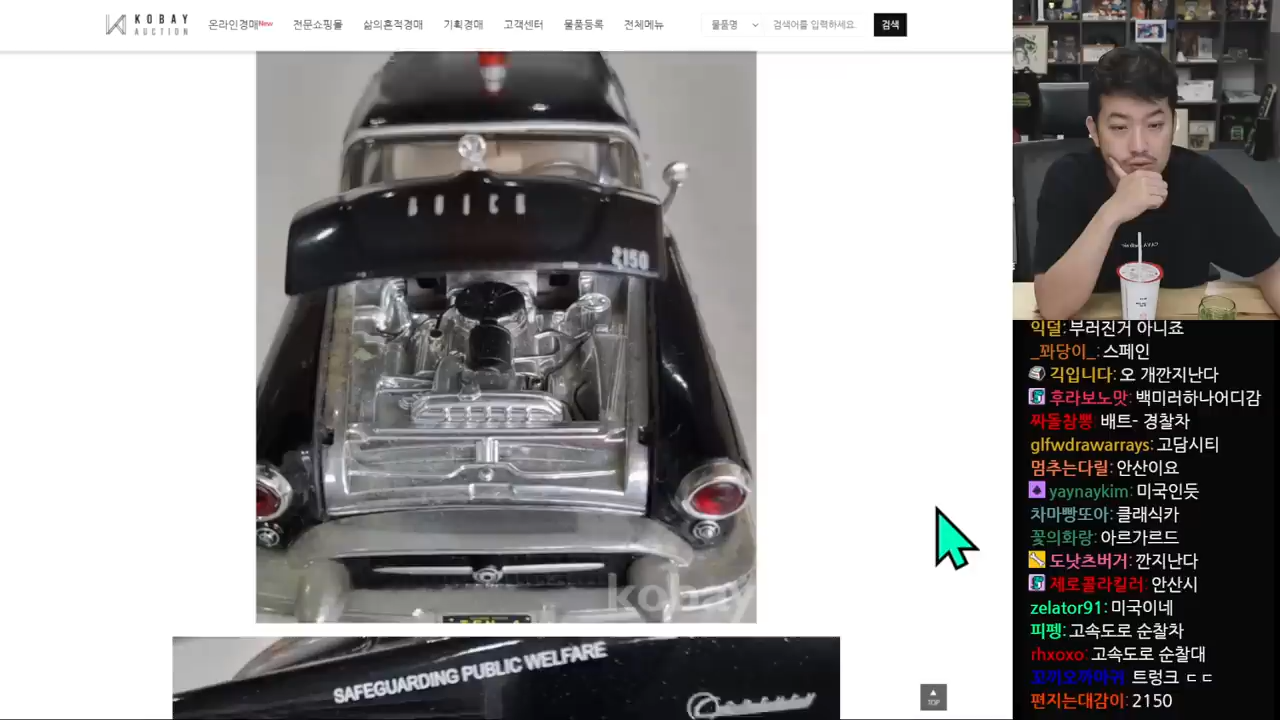 KOBAY
AUCTION
온라인경매New
전문쇼핑몰
삶의흔적경매
기획경매
고객센터
물품등록
전체메뉴
물품명
검색어를 입력하세요.
검색
BUICK
2150
kobay
SAFEGUARDING PUBLIC WELFARE
Century
▲
TOP
익덜: 부러진거 아니죠
_꽈당이_: 스페인
긱입니다: 오 개깐지난다
후라보노맛: 백미러하나어디감
짜돌참뽕: 배트- 경찰차
glfwdrawarrays: 고담시티
멈추는다릴: 안산이요
yaynaykim: 미국인듯
차마빵또아: 클래식카
꽃의화랑: 아르가르드
도낫츠버거: 깐지난다
제로콜라킬러: 안산시
zelator91: 미국이네
피펭: 고속도로 순찰차
rhxoxo: 고속도로 순찰대
꼬끼오까마귀: 트렁크 ㄷㄷ
편지는대감이: 2150